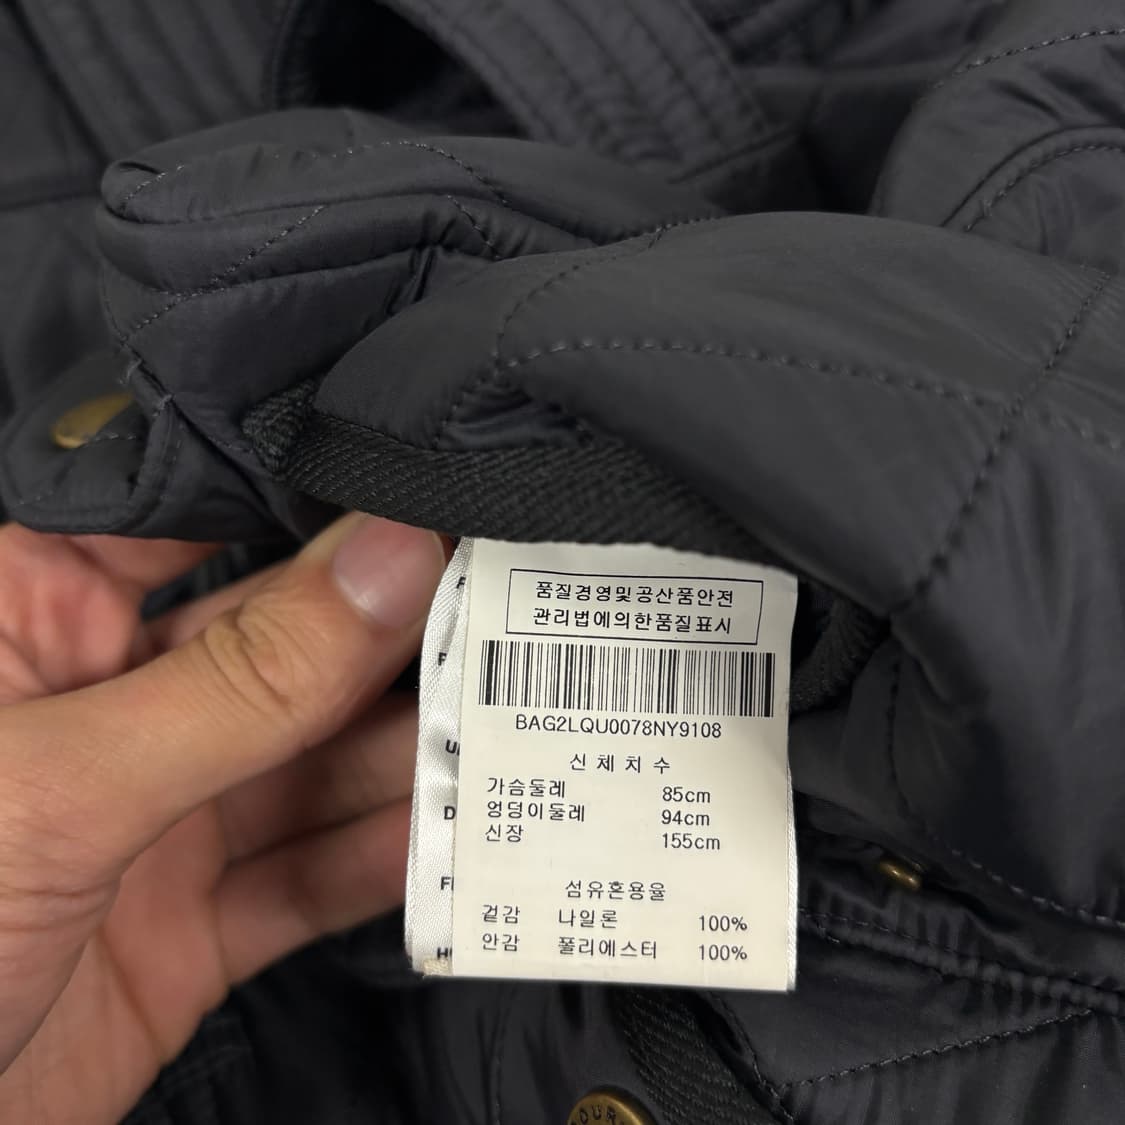 품질경영및공산품안전
관리법에의한품질표시
BAG2LQU0078NY9108
신체치수
가슴둘레 85cm
엉덩이둘레 94cm
신장 155cm
섬유혼용율
겉감 나일론 100%
안감 폴리에스터 100%